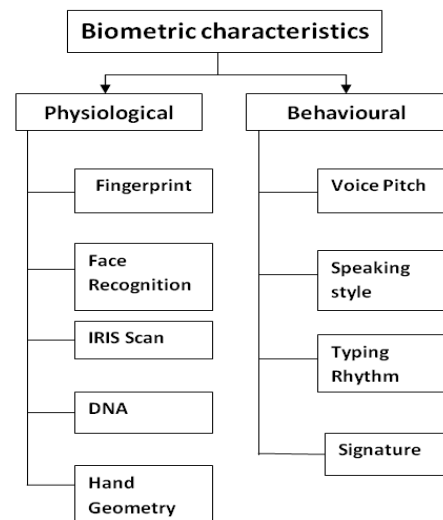 Biometric characteristics
Physiological
Behavioural
Fingerprint
Face
Recognition
IRIS Scan
DNA
Hand
Geometry
Voice Pitch
Speaking
style
Typing
Rhythm
Signature